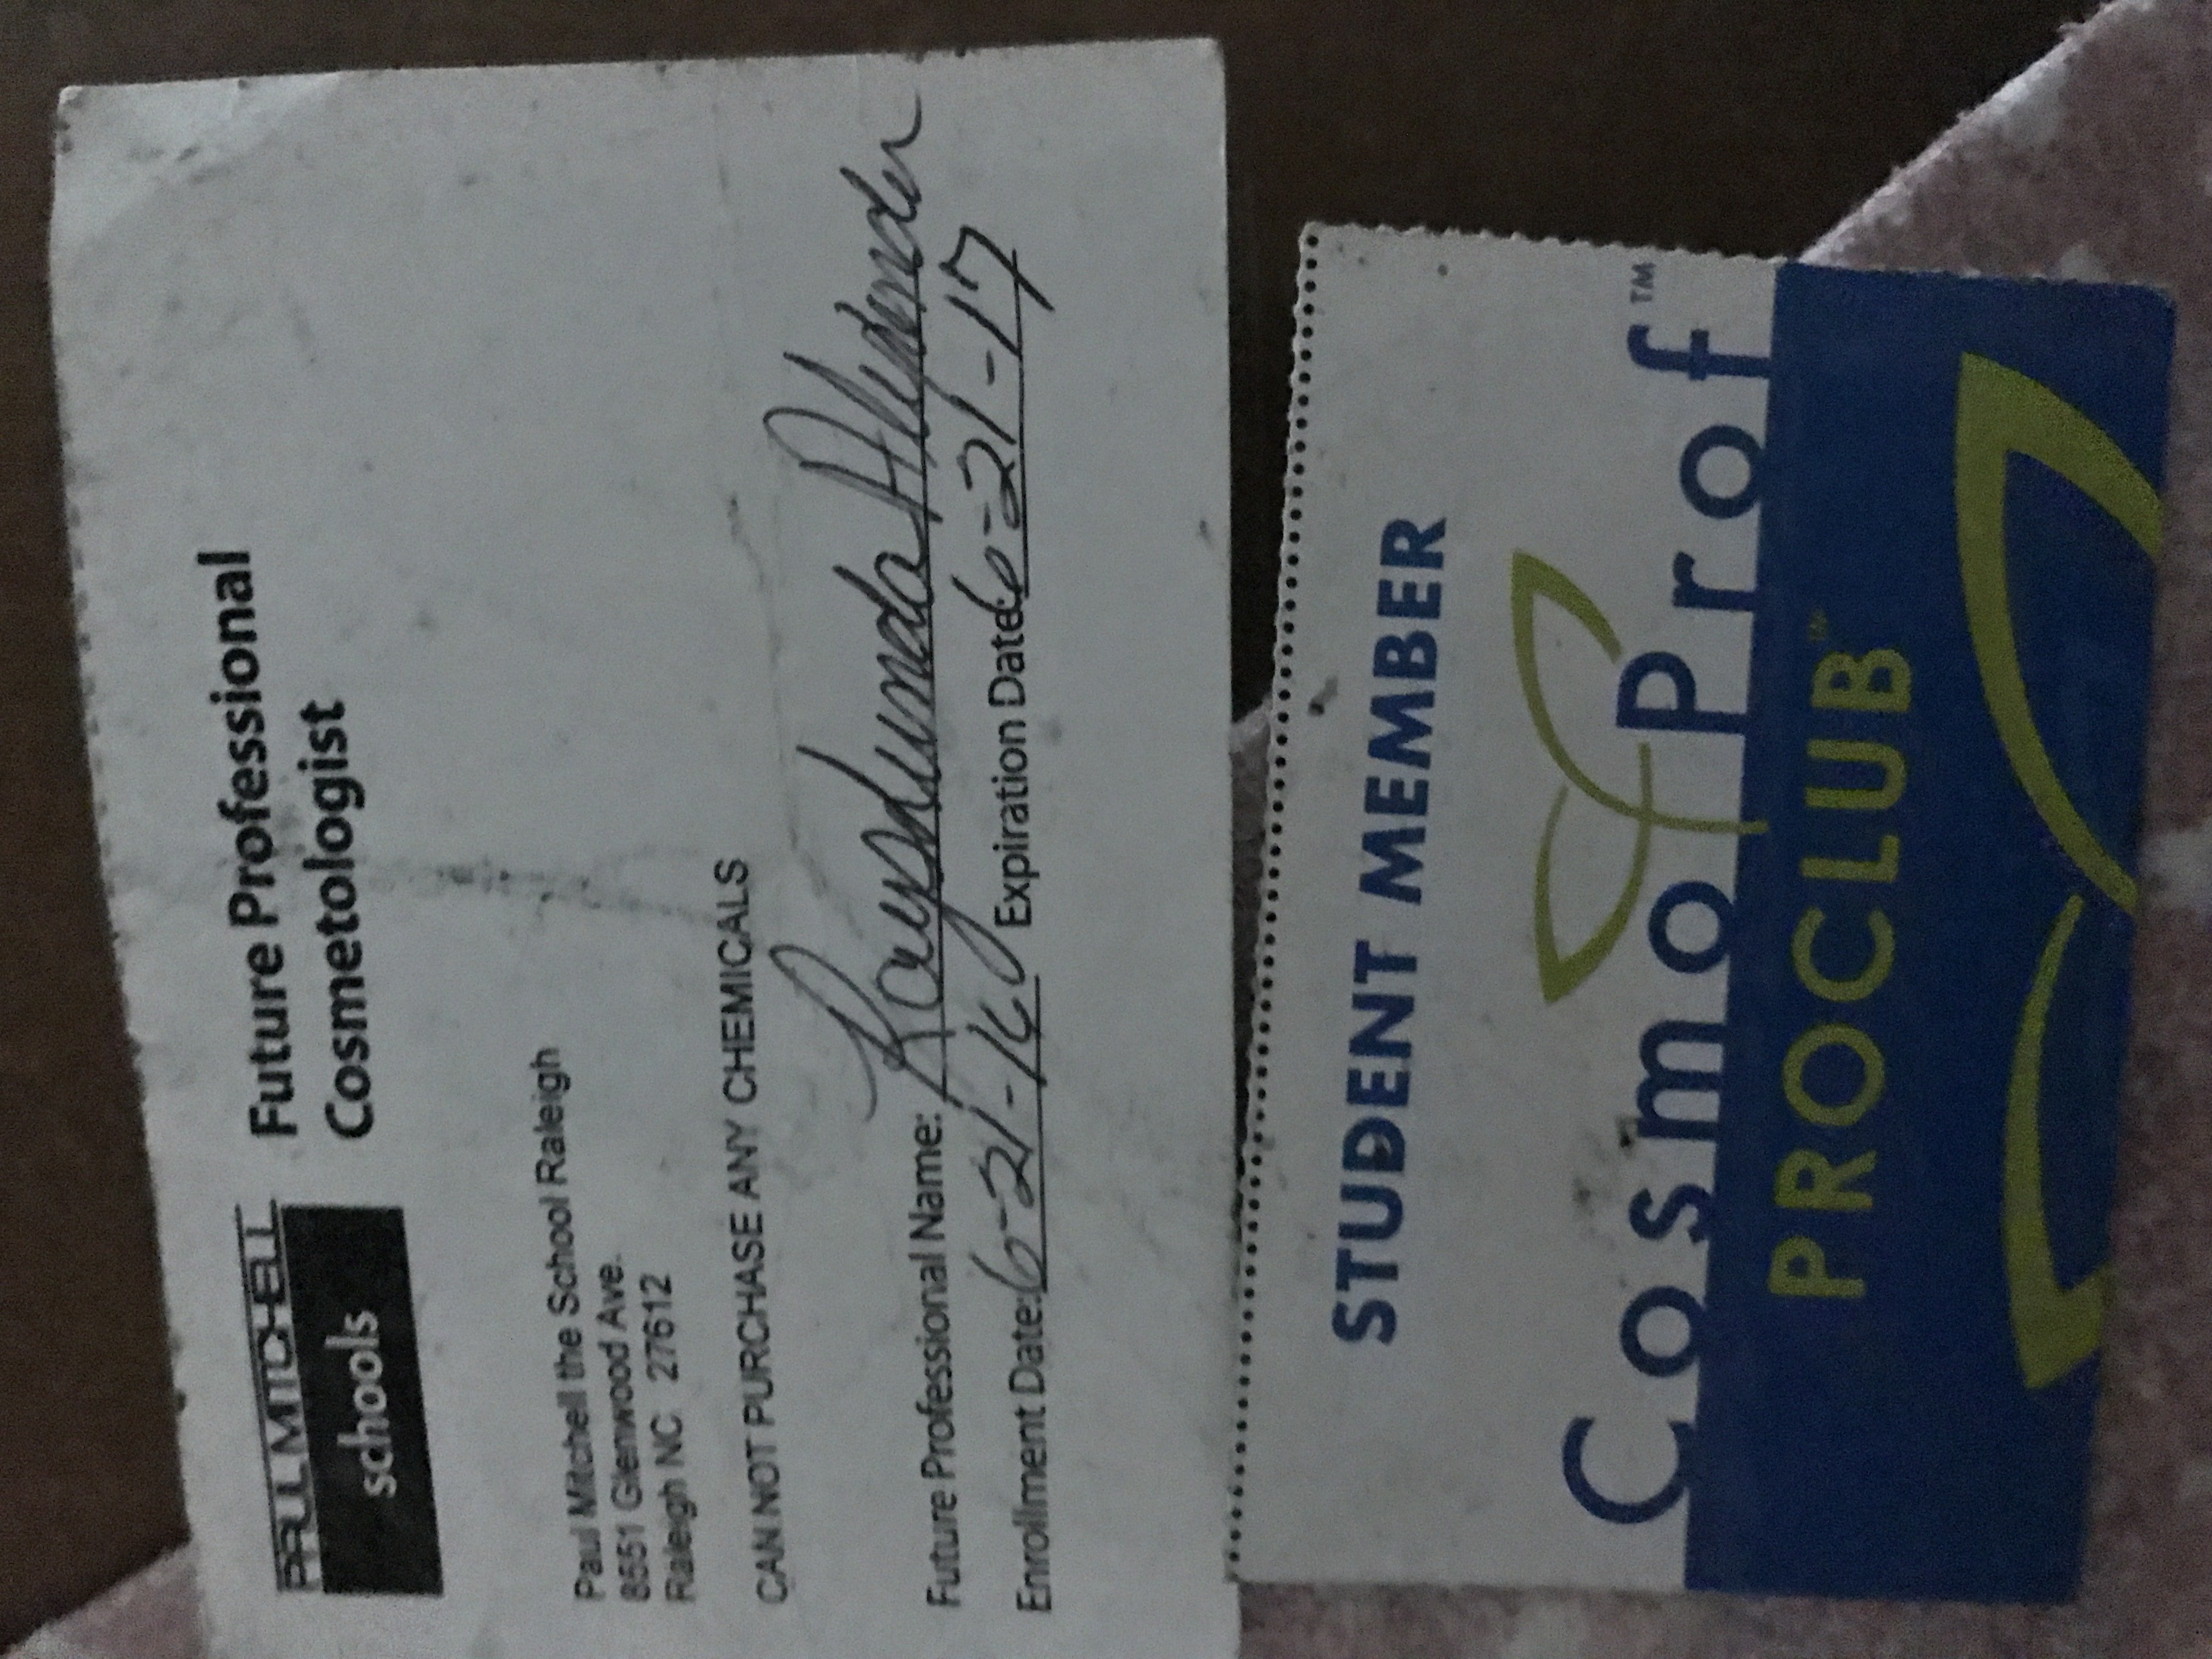 PAUL MITCHELL
schools
Future Professional
Cosmetologist
Paul Mitchell the School Raleigh
8551 Glenwood Ave.
Raleigh NC 27612
CAN NOT PURCHASE ANY CHEMICALS
Future Professional Name: Alexander
Enrollment Date: 6-21-16 Expiration Date: 6-21-17
STUDENT MEMBER
CosmoProf™
PROCLUB℠